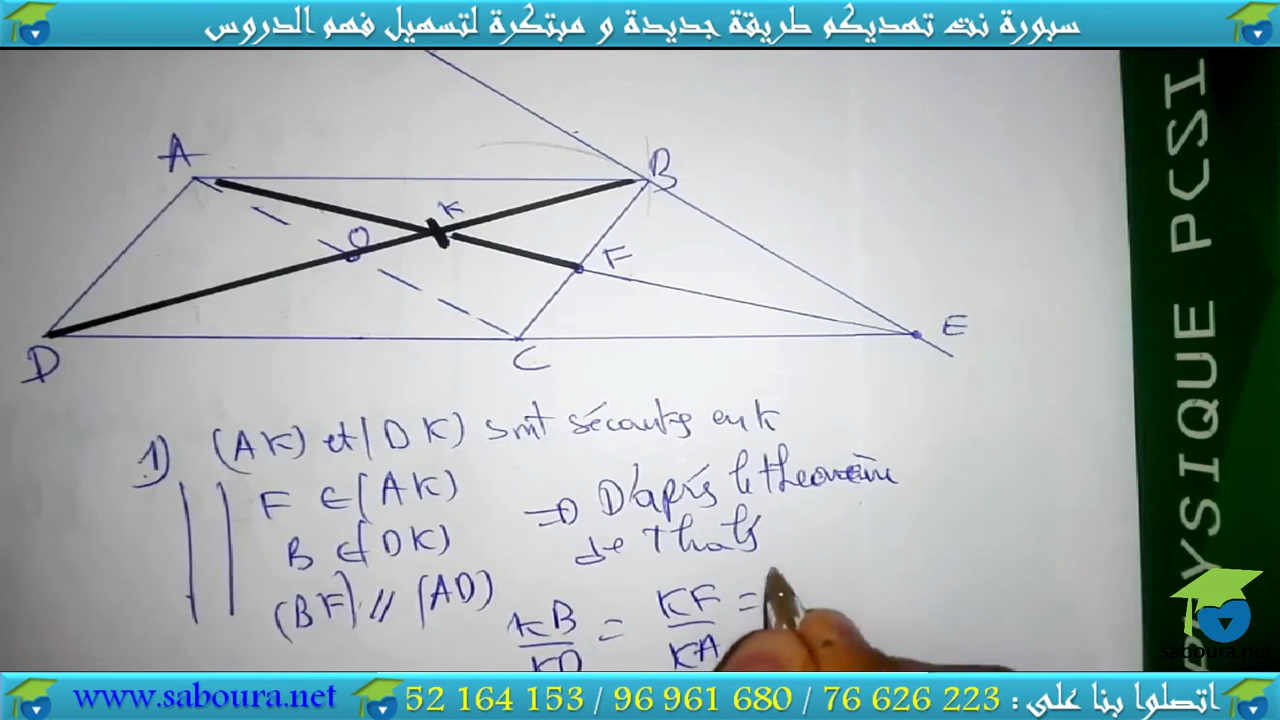 سبورة نت تهديكم طريقة جديدة و مبتكرة لتسهيل فهم الدروس
A
B
K
O
F
E
D
C
1) (AK) et (DK) sont sécantes en K
F ∈ (AK)
B ∈ (DK)
(BF) // (AD)
=> D'après le théorème
de Thalès
KB/KD = KF/KA =
PHYSIQUE PCSI
saboura.net
www.saboura.net
اتصلوا بنا على : 52 164 153 / 96 961 680 / 76 626 223